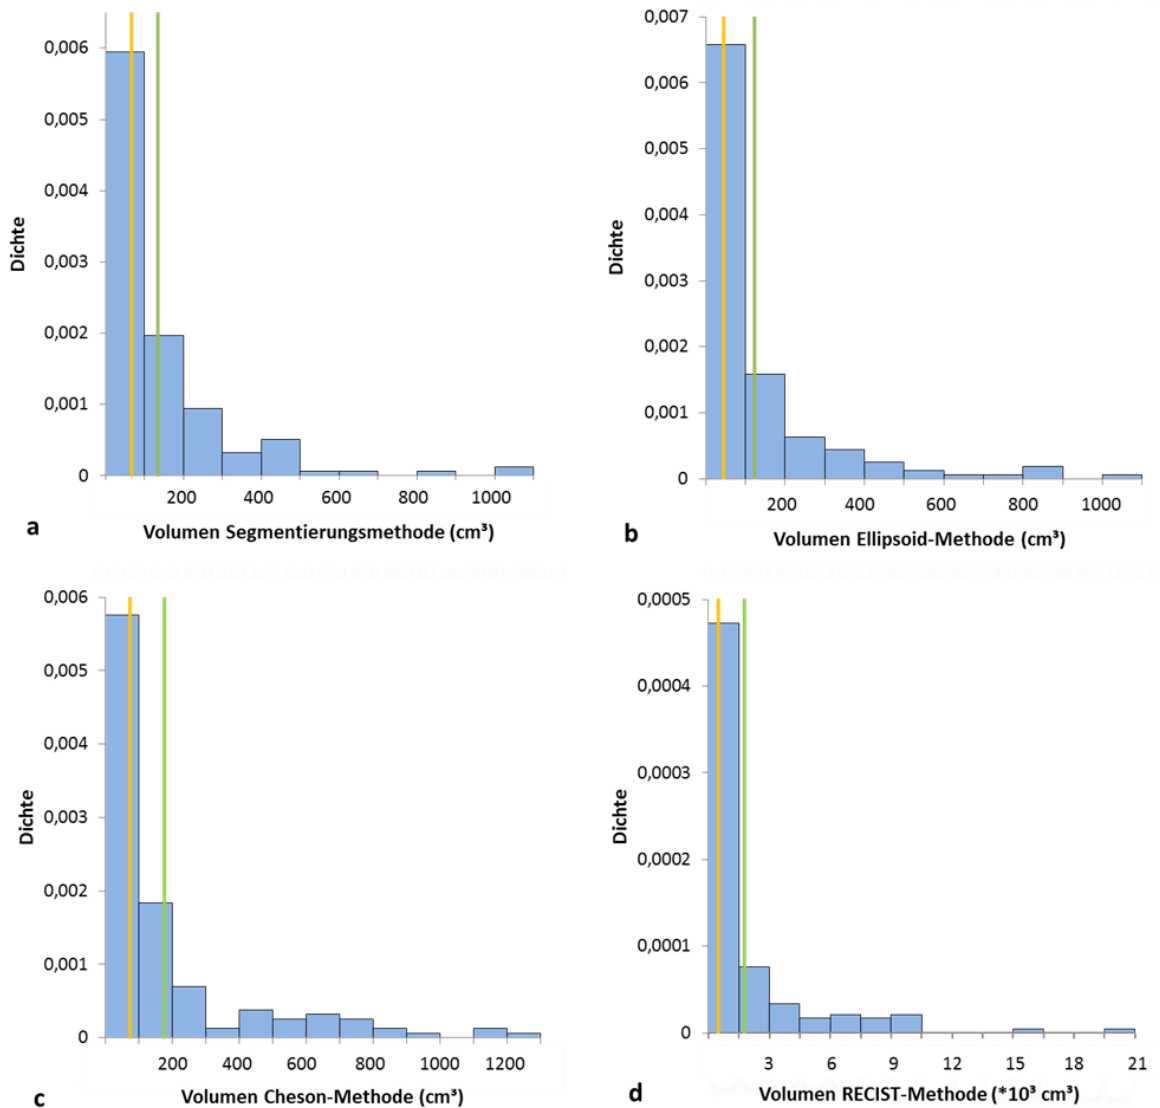 0,006
0,005
0,004
0,003
0,002
0,001
0
Dichte
200 400 600 800 1000
Volumen Segmentierungsmethode (cm³)
a
0,007
0,006
0,005
0,004
0,003
0,002
0,001
0
Dichte
200 400 600 800 1000
Volumen Ellipsoid-Methode (cm³)
b
0,006
0,005
0,004
0,003
0,002
0,001
0
Dichte
200 400 600 800 1000 1200
Volumen Cheson-Methode (cm³)
c
0,0005
0,0004
0,0003
0,0002
0,0001
0
Dichte
3 6 9 12 15 18 21
Volumen RECIST-Methode (*10³ cm³)
d